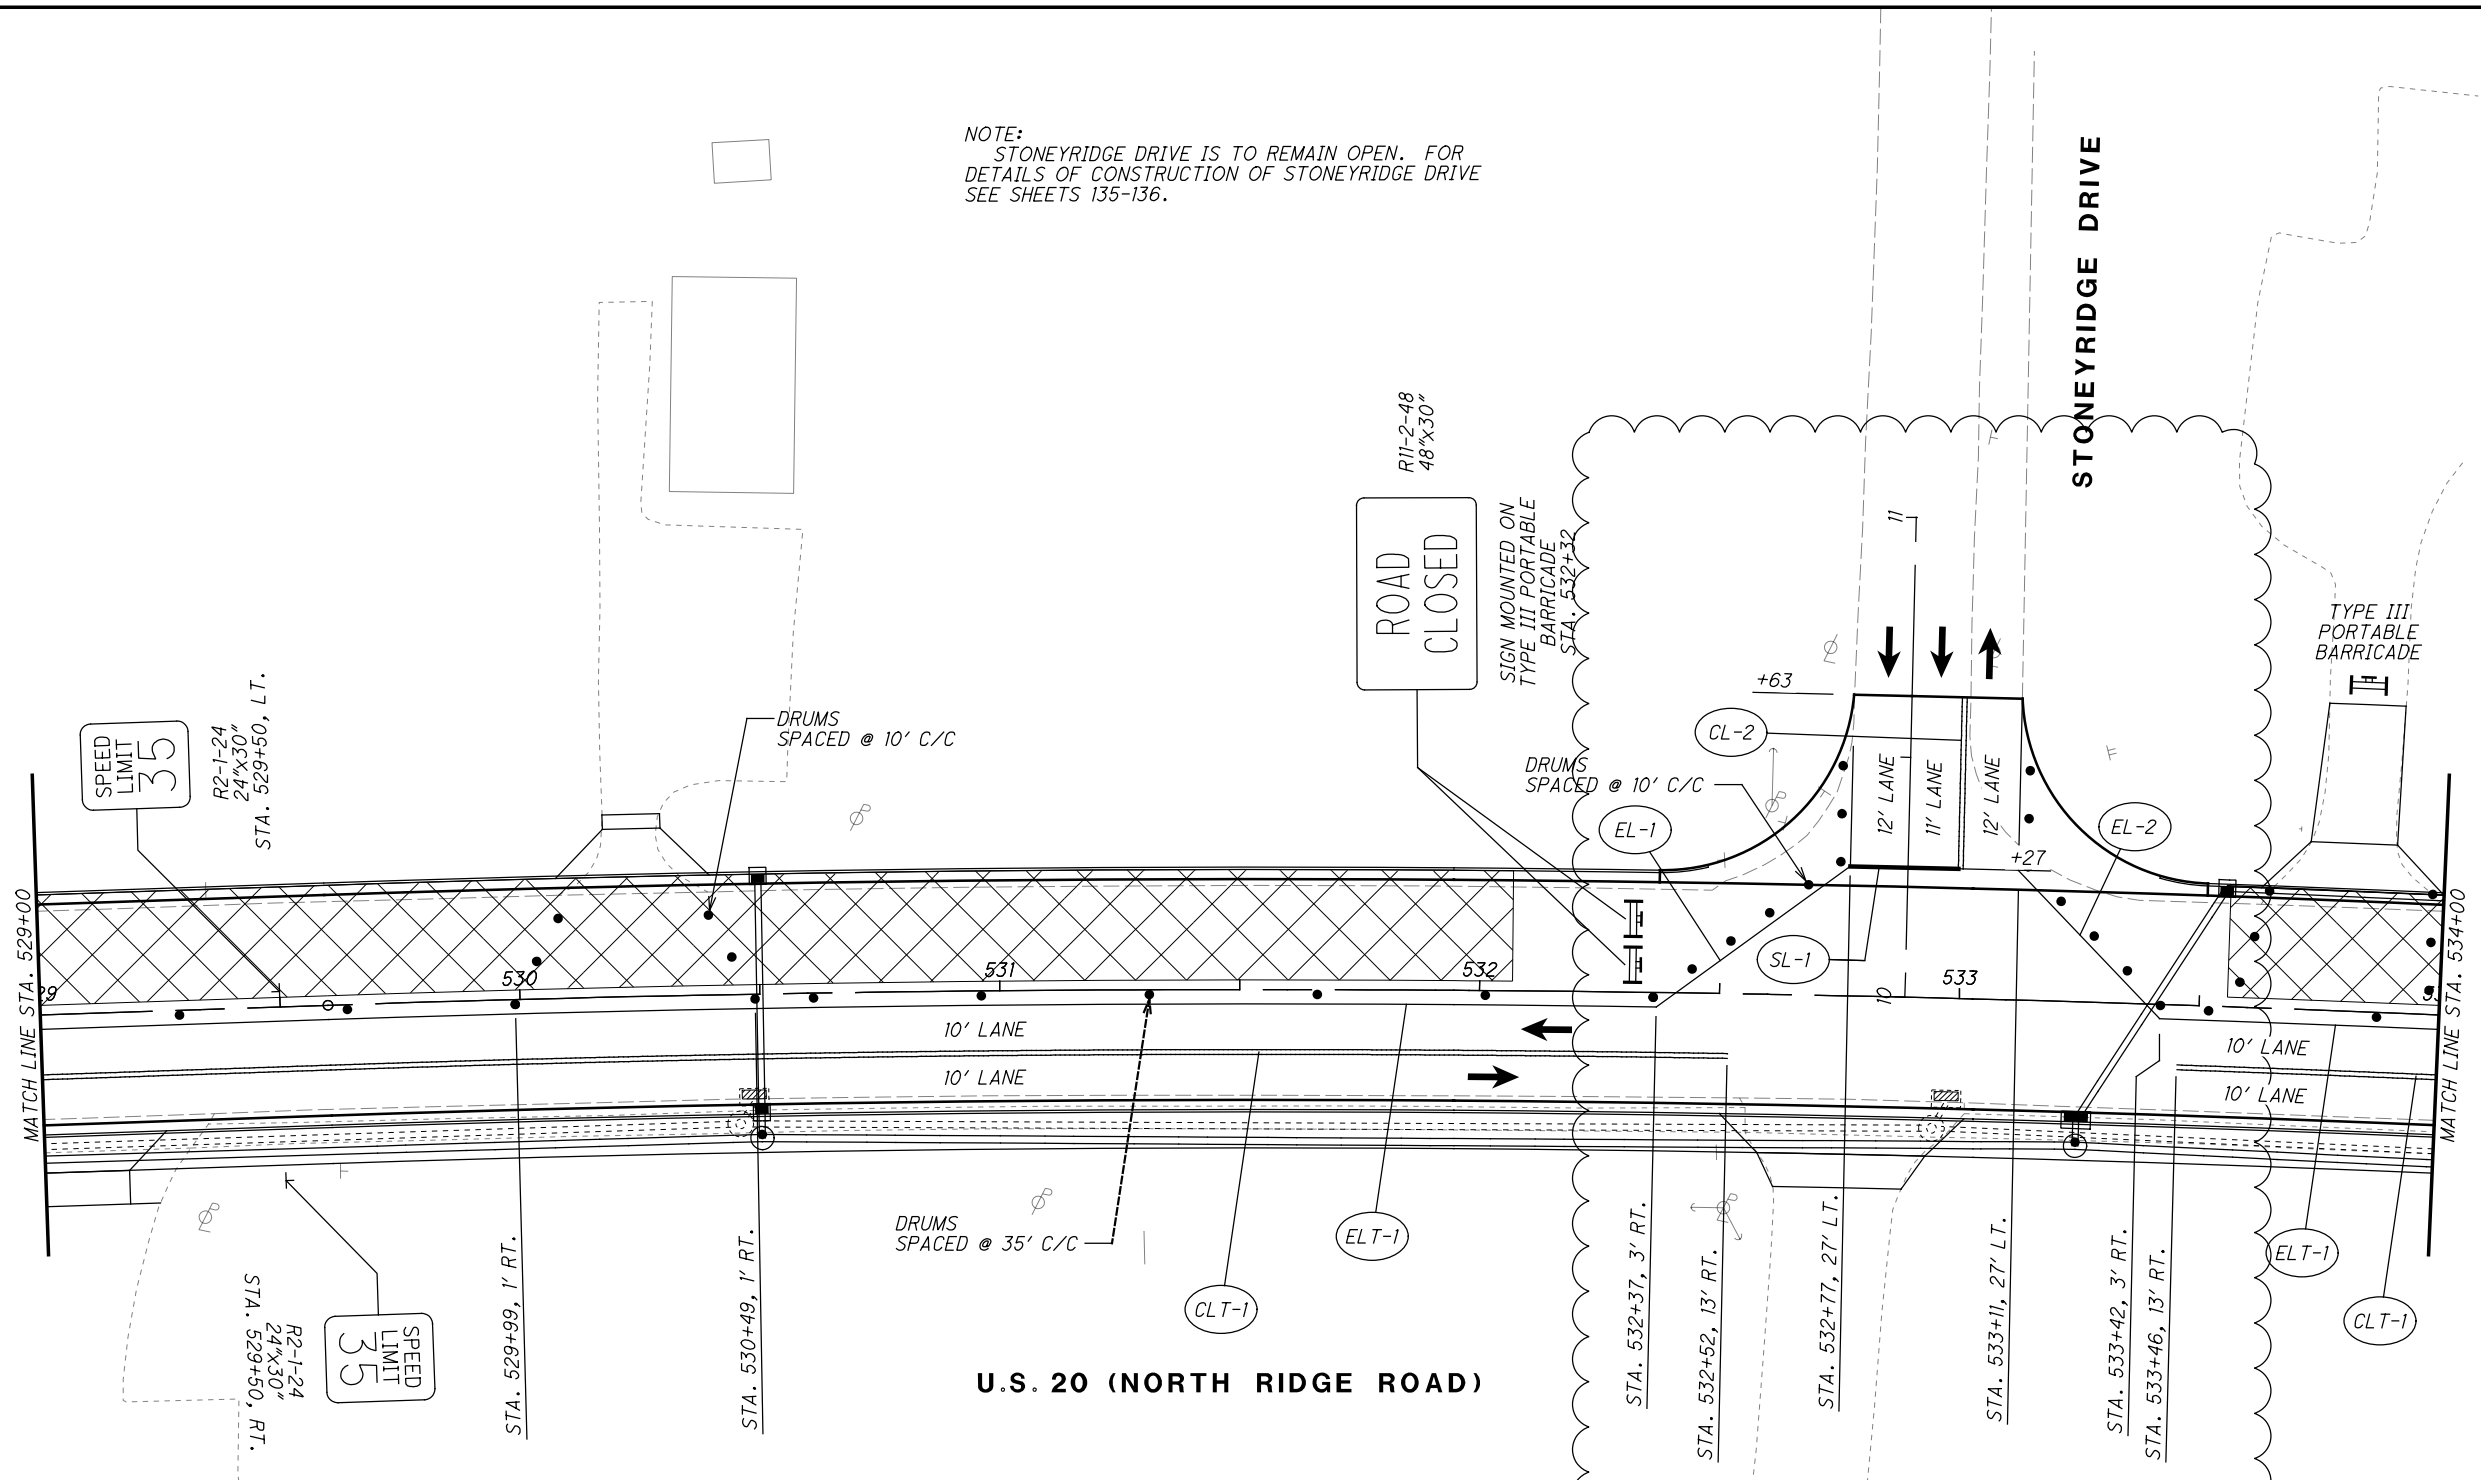 NOTE:
STONEYRIDGE DRIVE IS TO REMAIN OPEN. FOR
DETAILS OF CONSTRUCTION OF STONEYRIDGE DRIVE
SEE SHEETS 135-136.
STONEYRIDGE DRIVE
R11-2-48
48"x30"
ROAD
CLOSED
SIGN MOUNTED ON
TYPE III PORTABLE
BARRICADE
STA. 532+32
11
TYPE III
PORTABLE
BARRICADE
+63
CL-2
SPEED
LIMIT
35
R2-1-24
24"x30"
STA. 529+50, LT.
DRUMS
SPACED @ 10' C/C
DRUMS
SPACED @ 10' C/C
12' LANE
11' LANE
12' LANE
EL-1
EL-2
+27
SL-1
MATCH LINE STA. 529+00
29
530
531
532
533
10
MATCH LINE STA. 534+00
10' LANE
10' LANE
10' LANE
10' LANE
DRUMS
SPACED @ 35' C/C
ELT-1
CLT-1
ELT-1
CLT-1
STA. 529+99, 1' RT.
STA. 530+49, 1' RT.
STA. 532+37, 3' RT.
STA. 532+52, 13' RT.
STA. 532+77, 27' LT.
STA. 533+11, 27' LT.
STA. 533+42, 3' RT.
STA. 533+46, 13' RT.
SPEED
LIMIT
35
R2-1-24
24"x30"
STA. 529+50, RT.
U.S. 20 (NORTH RIDGE ROAD)